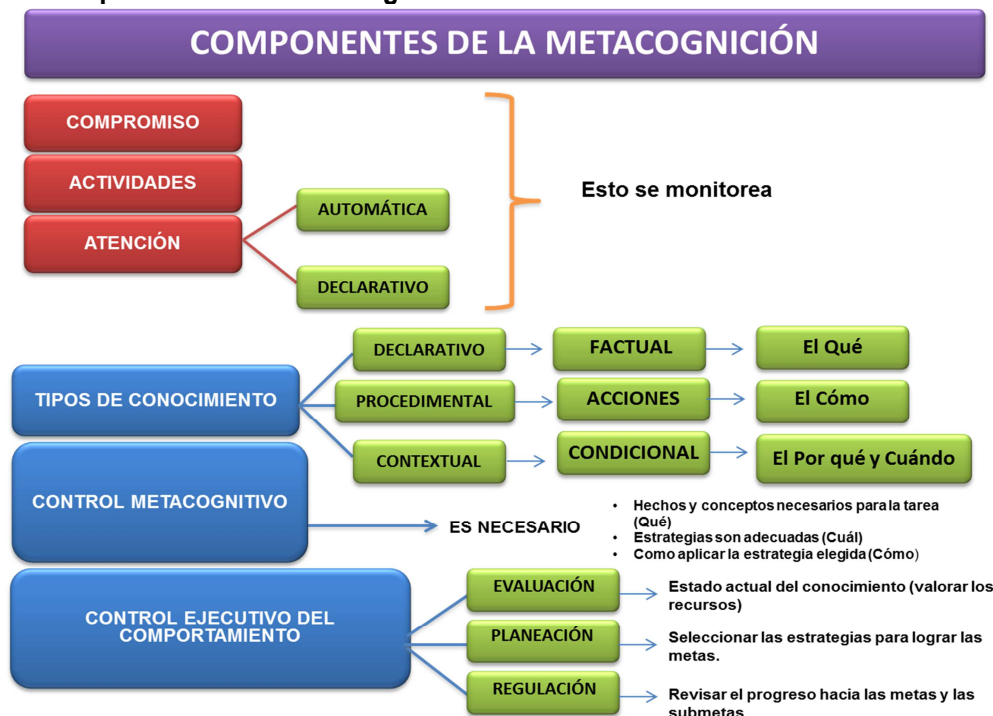 COMPONENTES DE LA METACOGNICIÓN
COMPROMISO
ACTIVIDADES
ATENCIÓN
AUTOMÁTICA
DECLARATIVO
Esto se monitorea
TIPOS DE CONOCIMIENTO
DECLARATIVO
FACTUAL
El Qué
PROCEDIMENTAL
ACCIONES
El Cómo
CONTEXTUAL
CONDICIONAL
El Por qué y Cuándo
CONTROL METACOGNITIVO
ES NECESARIO
• Hechos y conceptos necesarios para la tarea
(Qué)
• Estrategias son adecuadas (Cuál)
• Como aplicar la estrategia elegida (Cómo)
CONTROL EJECUTIVO DEL
COMPORTAMIENTO
EVALUACIÓN
Estado actual del conocimiento (valorar los
recursos)
PLANEACIÓN
Seleccionar las estrategias para lograr las
metas.
REGULACIÓN
Revisar el progreso hacia las metas y las
submetas